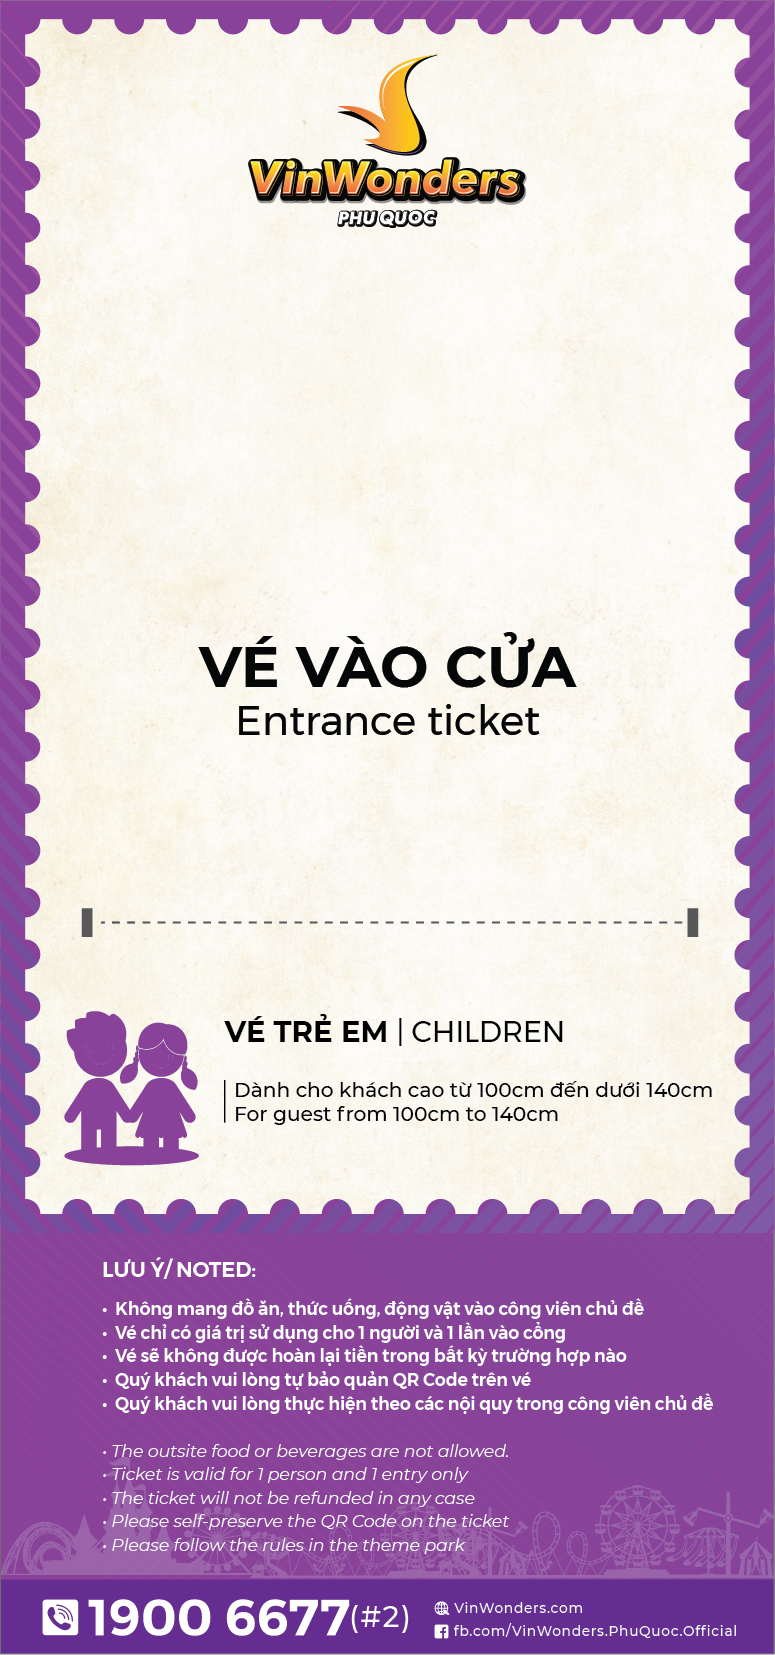 VinWonders
PHU QUOC
VÉ VÀO CỬA
Entrance ticket
VÉ TRẺ EM | CHILDREN
Dành cho khách cao từ 100cm đến dưới 140cm
For guest from 100cm to 140cm
LƯU Ý/ NOTED:
• Không mang đồ ăn, thức uống, động vật vào công viên chủ đề
• Vé chỉ có giá trị sử dụng cho 1 người và 1 lần vào cổng
• Vé sẽ không được hoàn lại tiền trong bất kỳ trường hợp nào
• Quý khách vui lòng tự bảo quản QR Code trên vé
• Quý khách vui lòng thực hiện theo các nội quy trong công viên chủ đề
• The outsite food or beverages are not allowed.
• Ticket is valid for 1 person and 1 entry only
• The ticket will not be refunded in any case
• Please self-preserve the QR Code on the ticket
• Please follow the rules in the theme park
1900 6677(#2)
VinWonders.com
fb.com/VinWonders.PhuQuoc.Official